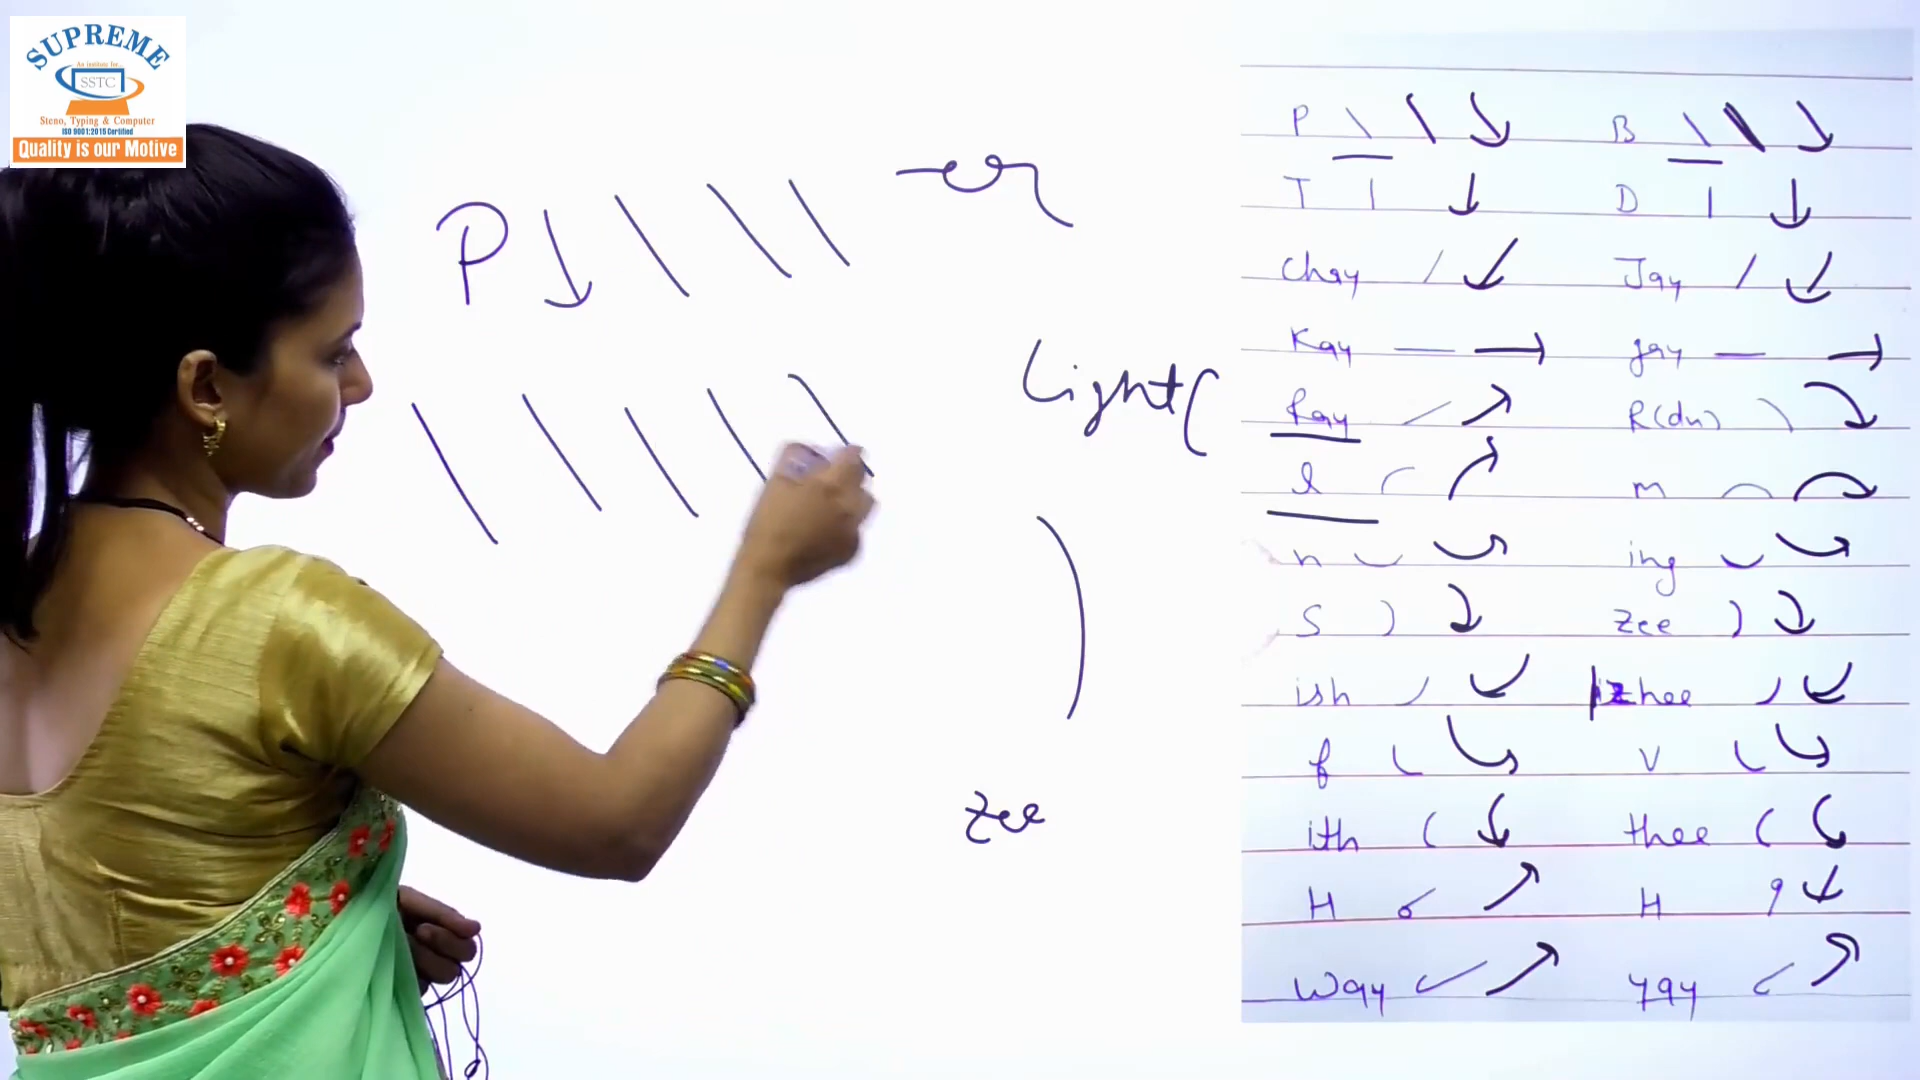 SUPREME
An institute for...
SSTC
Steno, Typing & Computer
ISO 9001:2015 Certified
Quality is our Motive
P
Light
zee
P B
T D
Chay Jay
Kay gay
Ray R(dn)
l m
n ing
S zee
ish zhee
f v
ith thee
H H
Way yay